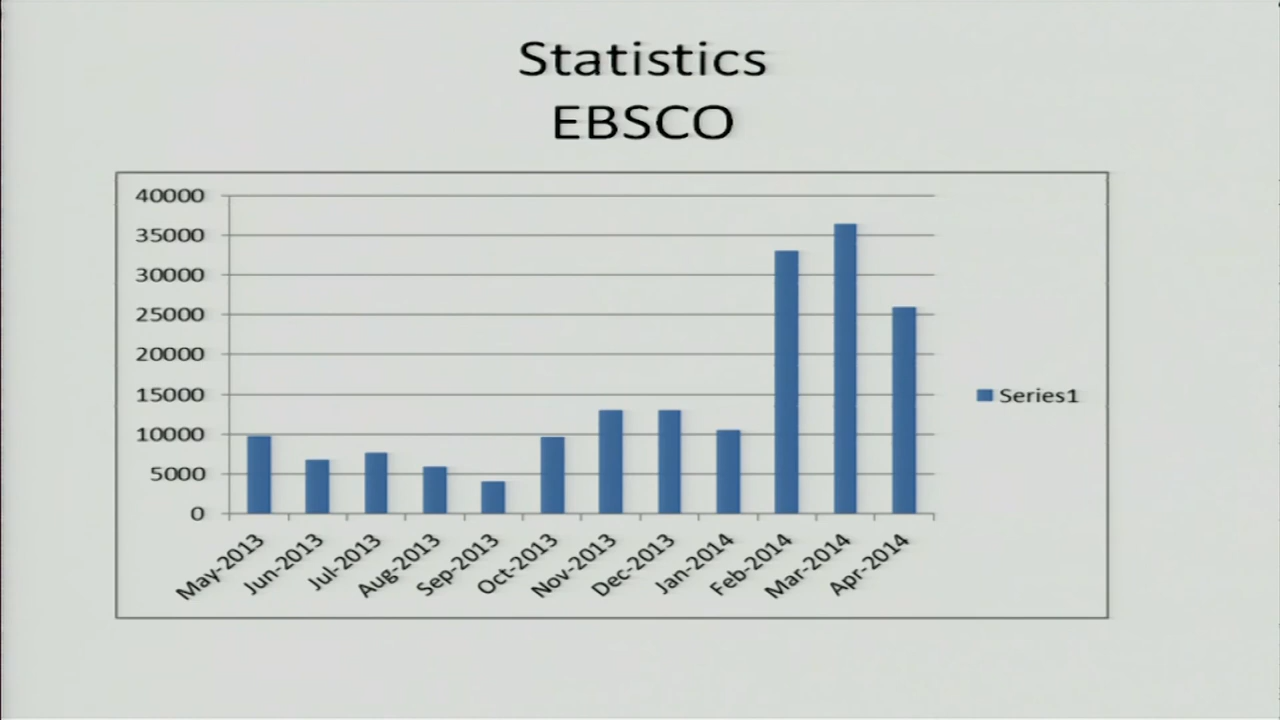 Statistics
EBSCO
40000
35000
30000
25000
20000
15000
10000
5000
0
May-2013
Jun-2013
Jul-2013
Aug-2013
Sep-2013
Oct-2013
Nov-2013
Dec-2013
Jan-2014
Feb-2014
Mar-2014
Apr-2014
Series1